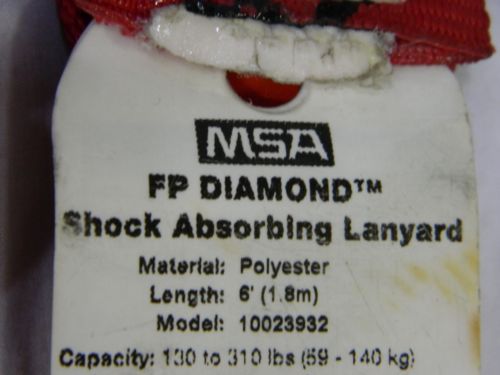 MSA
FP DIAMOND™
Shock Absorbing Lanyard
Material: Polyester
Length: 6' (1.8m)
Model: 10023932
Capacity: 130 to 310 lbs (59 - 140 kg)